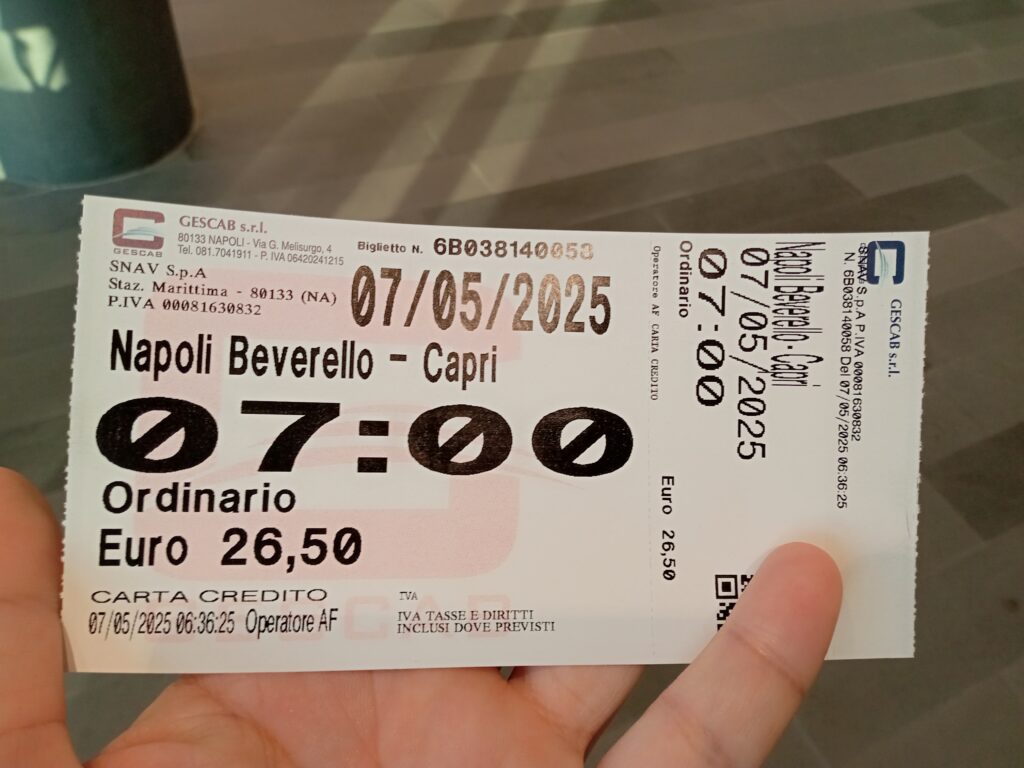 GESCAB s.r.l.
80133 NAPOLI - Via G. Melisurgo, 4
Tel. 081.7041911 - P. IVA 06420241215
GESCAB
Biglietto N. 6B038140058
SNAV S.p.A
Staz. Marittima - 80133 (NA)
P.IVA 00081630832
07/05/2025
Napoli Beverello - Capri
07:00
Ordinario
Euro 26,50
CARTA CREDITO
07/05/2025 06:36:25 Operatore AF
IVA
IVA TASSE E DIRITTI
INCLUSI DOVE PREVISTI
GESCAB s.r.l.
SNAV S.p.A P.IVA 00081630832
N. 6B038140058 Del 07/05/2025 06:36:25
Napoli Beverello - Capri
07/05/2025
07:00
Ordinario Euro 26,50
Operatore AF CARTA CREDITO